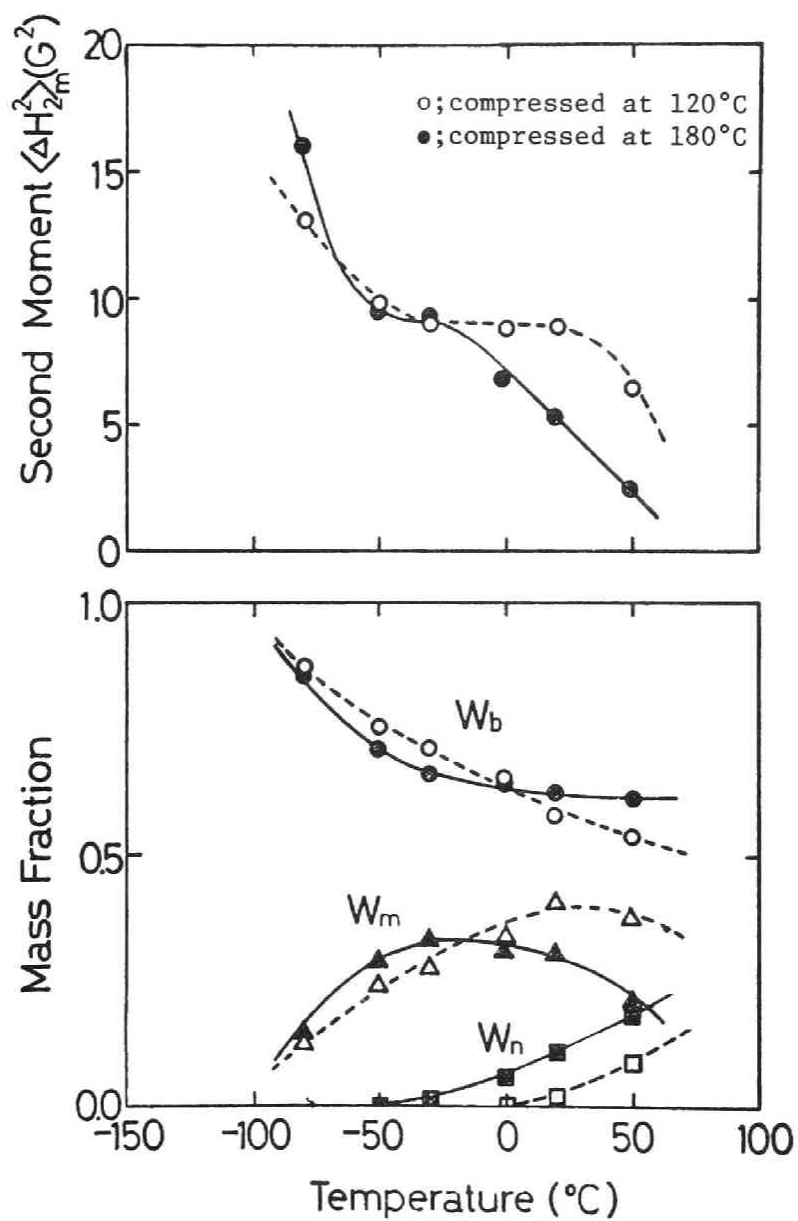 Second Moment <ΔH²₂ₘ>(G²)
20
15
10
5
0
o;compressed at 120°C
●;compressed at 180°C
Mass Fraction
1.0
0.5
0.0
Wb
Wm
Wn
-150 -100 -50 0 50 100
Temperature (°C)